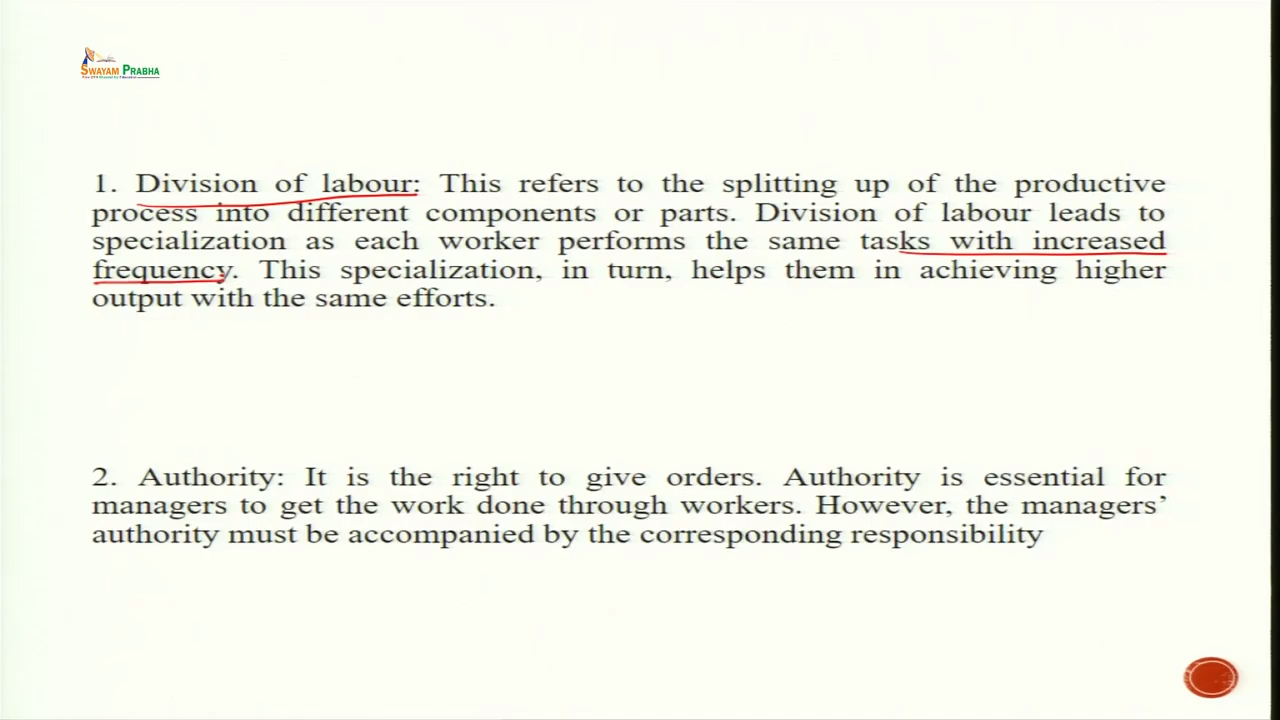 SWAYAM PRABHA
1. Division of labour: This refers to the splitting up of the productive
process into different components or parts. Division of labour leads to
specialization as each worker performs the same tasks with increased
frequency. This specialization, in turn, helps them in achieving higher
output with the same efforts.
2. Authority: It is the right to give orders. Authority is essential for
managers to get the work done through workers. However, the managers’
authority must be accompanied by the corresponding responsibility